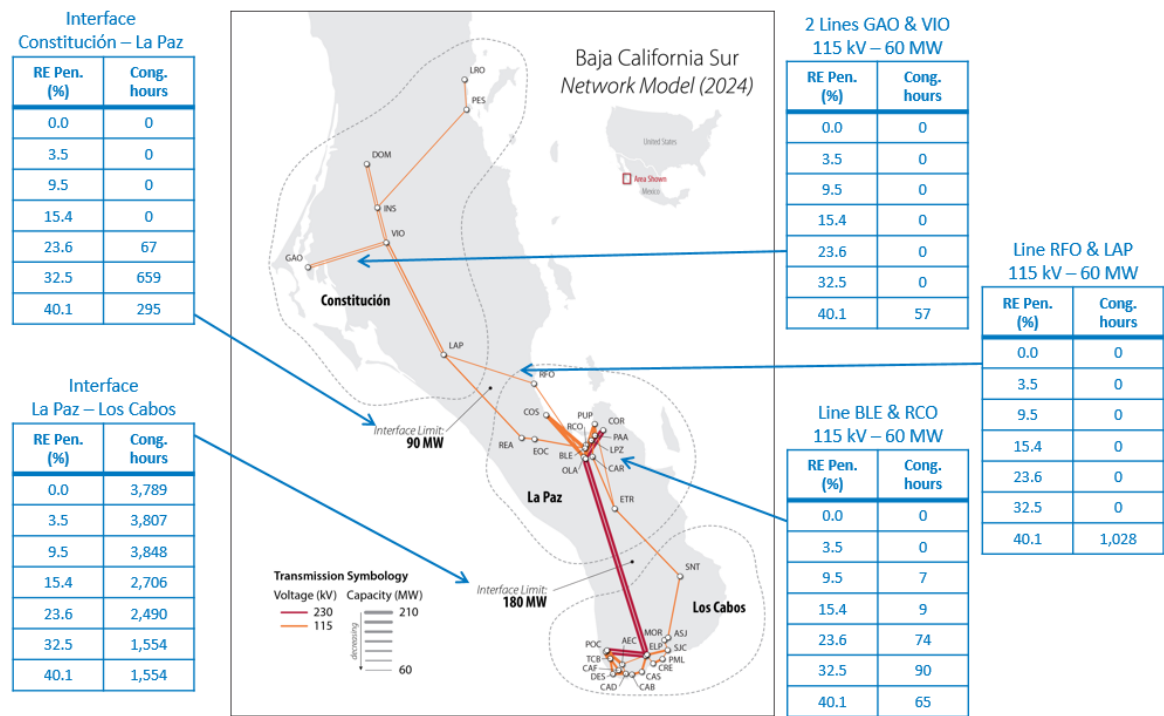 Interface
Constitución – La Paz
RE Pen. (%) Cong. hours
0.0 0
3.5 0
9.5 0
15.4 0
23.6 67
32.5 659
40.1 295
Interface
La Paz – Los Cabos
RE Pen. (%) Cong. hours
0.0 3,789
3.5 3,807
9.5 3,848
15.4 2,706
23.6 2,490
32.5 1,554
40.1 1,554
Baja California Sur
Network Model (2024)
United States
Area Shown
Mexico
LRO
PES
DOM
INS
VIO
GAO
Constitución
LAP
RFO
COS
Interface Limit:
90 MW
REA
EOC
RCO
PUP
COR
PAA
LPZ
BLE
OLA
CAR
La Paz
ETR
SNT
Interface Limit:
180 MW
Los Cabos
Transmission Symbology
Voltage (kV) Capacity (MW)
230
115
210
decreasing
60
MOR
ASJ
POC
AEC
ELP
SJC
TCB
PML
CAF
CRE
DES
CAS
CAD
CAB
2 Lines GAO & VIO
115 kV – 60 MW
RE Pen. (%) Cong. hours
0.0 0
3.5 0
9.5 0
15.4 0
23.6 0
32.5 0
40.1 57
Line RFO & LAP
115 kV – 60 MW
RE Pen. (%) Cong. hours
0.0 0
3.5 0
9.5 0
15.4 0
23.6 0
32.5 0
40.1 1,028
Line BLE & RCO
115 kV – 60 MW
RE Pen. (%) Cong. hours
0.0 0
3.5 0
9.5 7
15.4 9
23.6 74
32.5 90
40.1 65